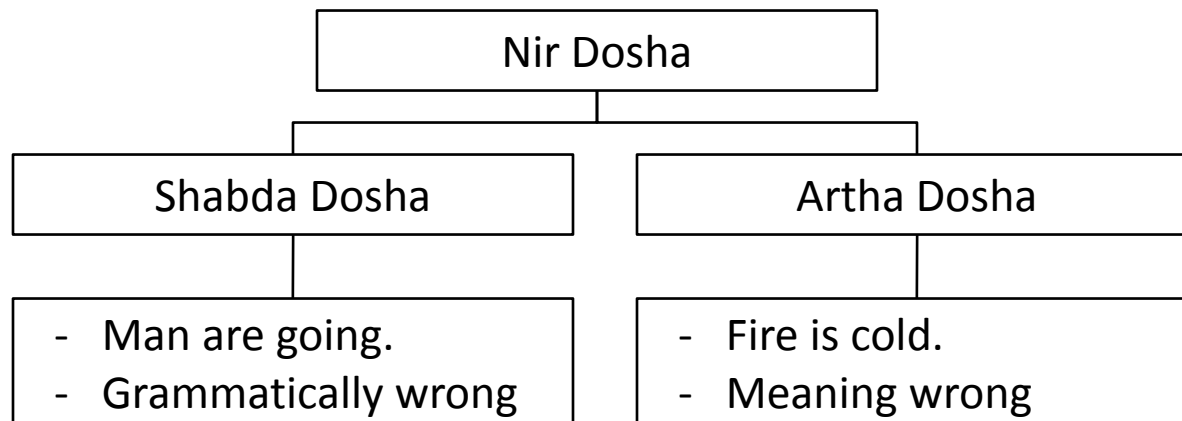 Nir Dosha
Shabda Dosha
Artha Dosha
- Man are going.
- Grammatically wrong
- Fire is cold.
- Meaning wrong